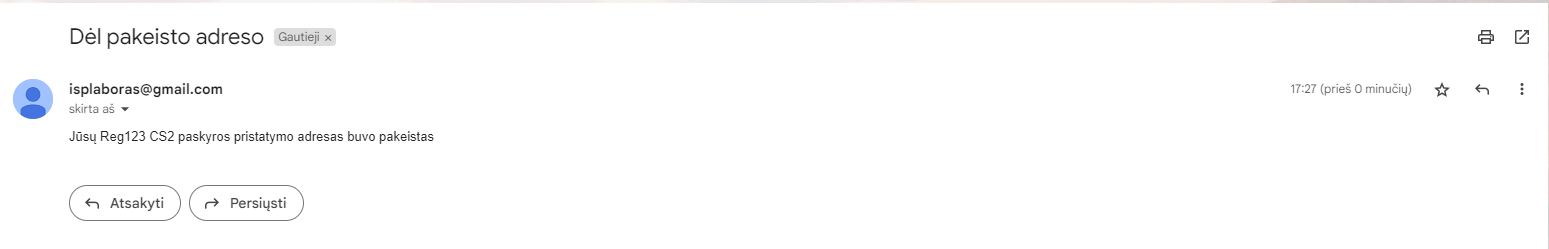 Dėl pakeisto adreso Gautieji ×
isplaboras@gmail.com 17:27 (prieš 0 minučių)
skirta aš
Jūsų Reg123 CS2 paskyros pristatymo adresas buvo pakeistas
Atsakyti Persiųsti